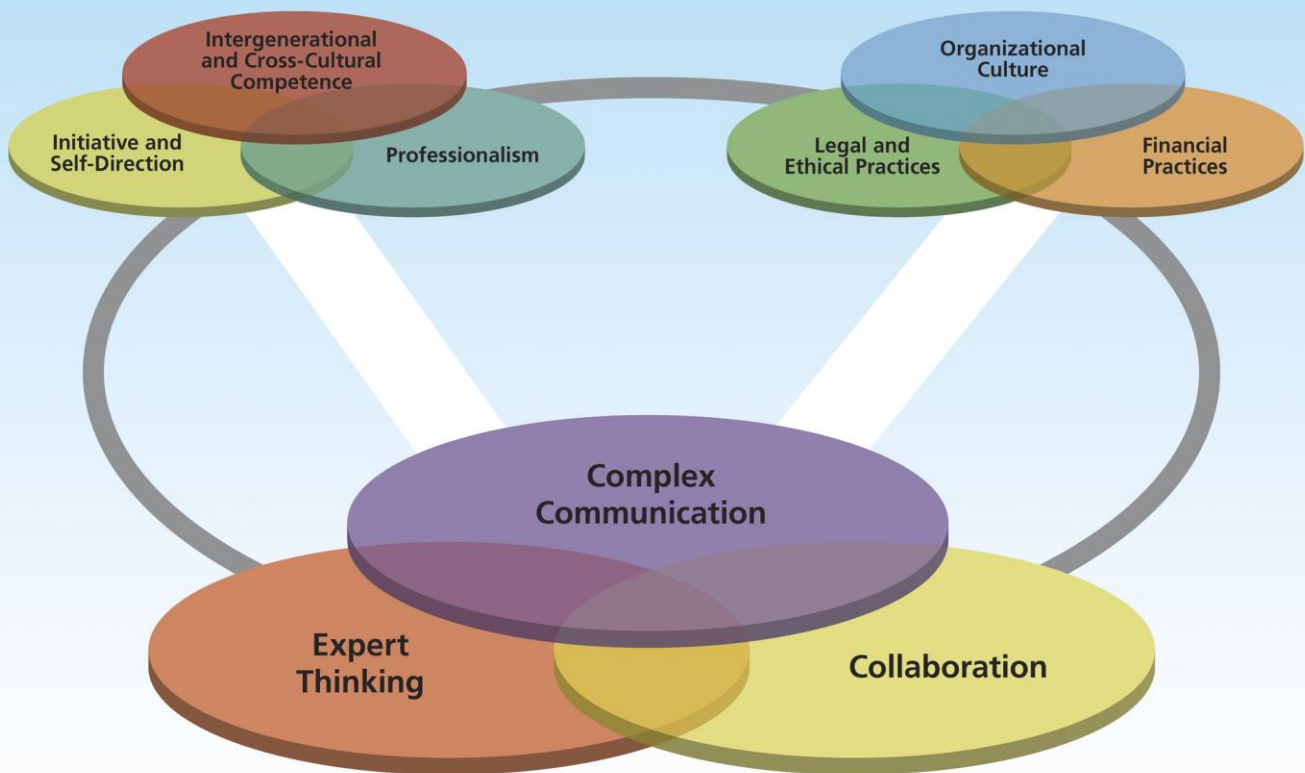 Intergenerational
and Cross-Cultural
Competence
Initiative and
Self-Direction
Professionalism
Organizational
Culture
Legal and
Ethical Practices
Financial
Practices
Complex
Communication
Expert
Thinking
Collaboration